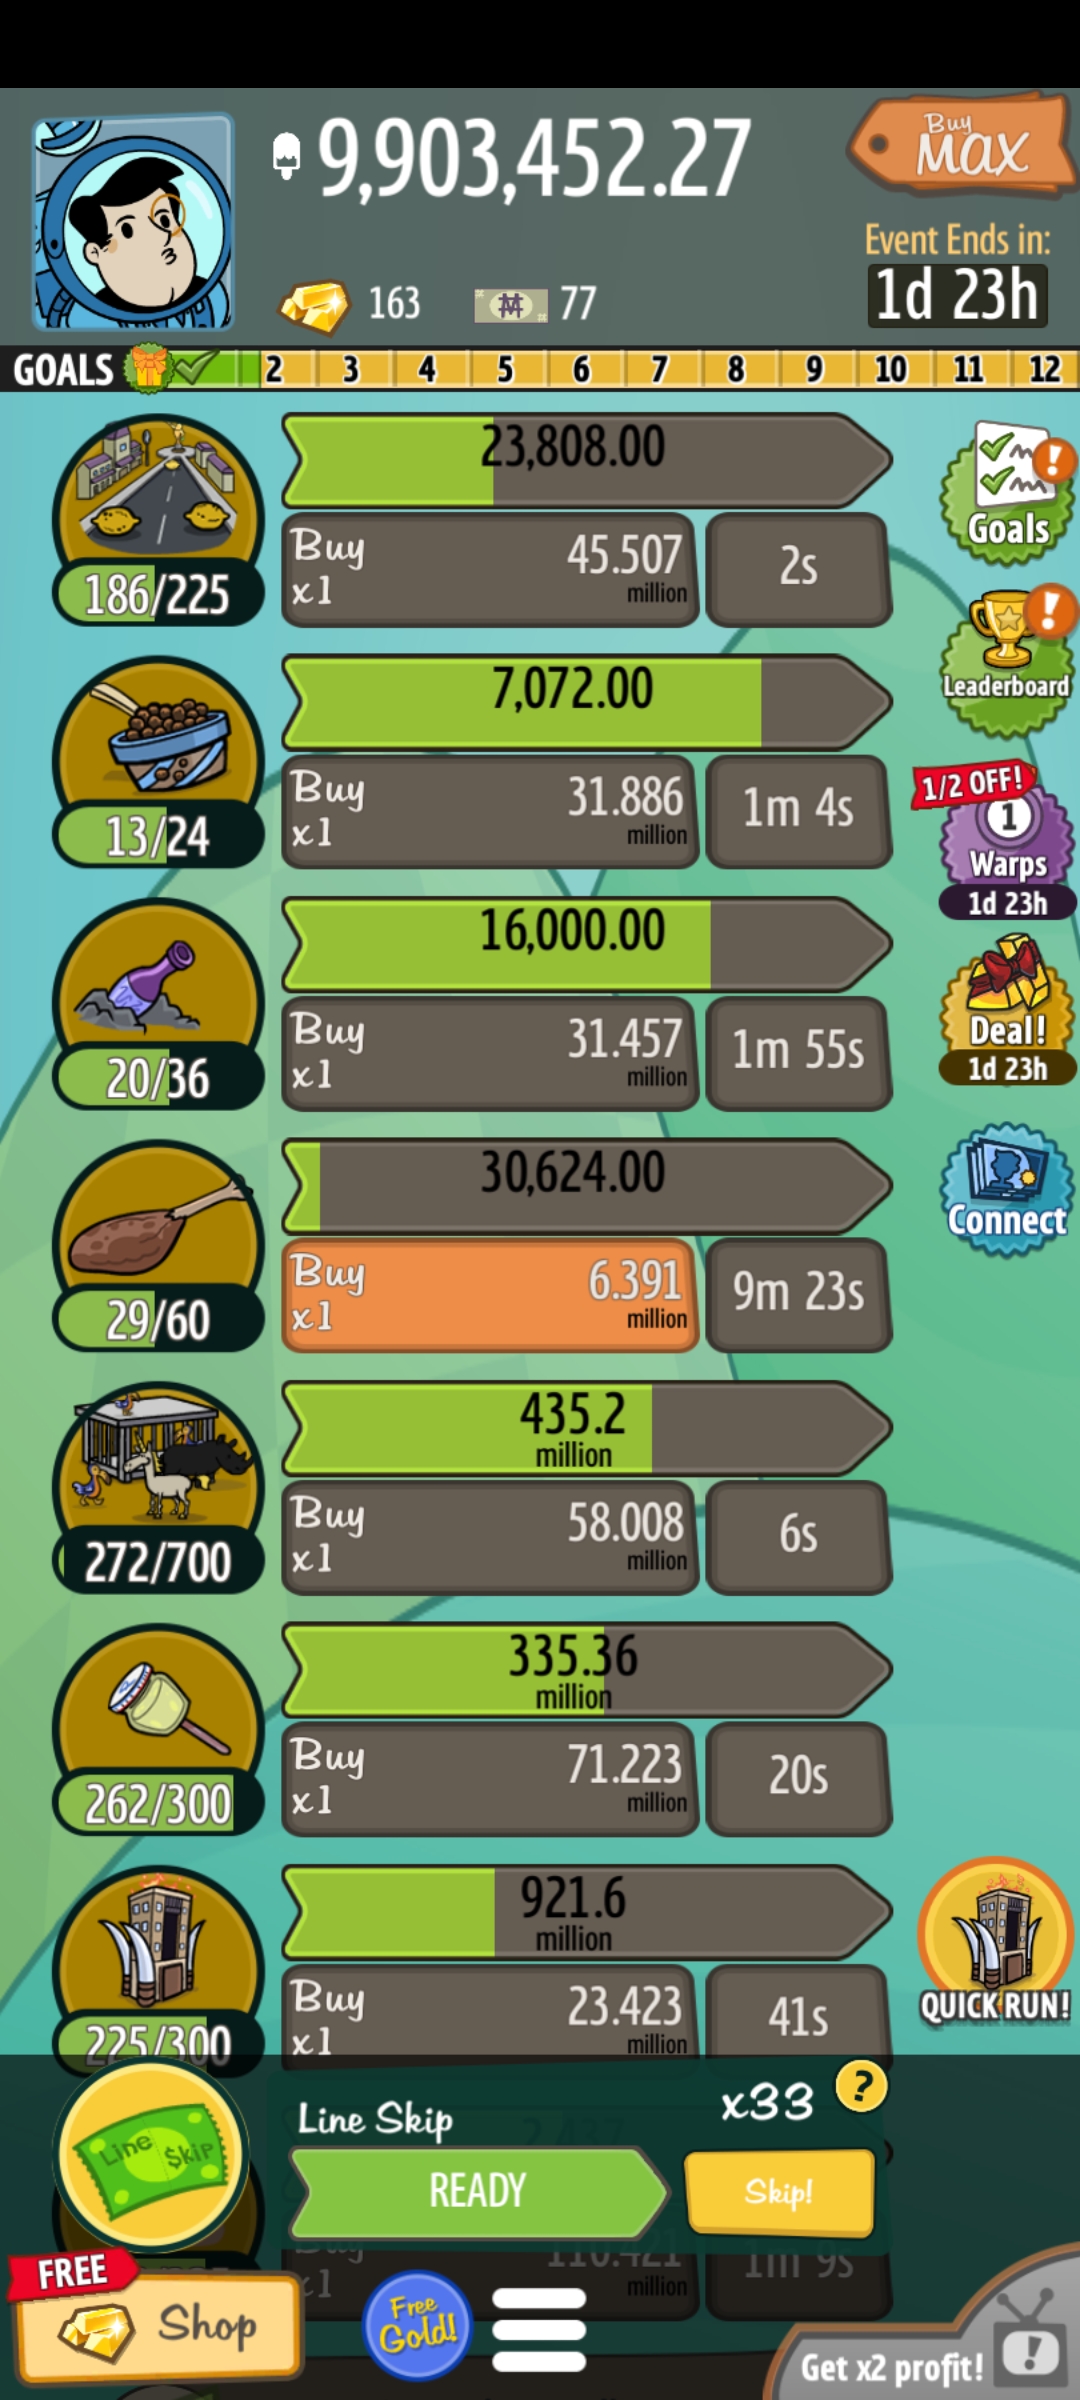 9,903,452.27
Buy
Max
Event Ends in:
1d 23h
163
77
GOALS 2 3 4 5 6 7 8 9 10 11 12
23,808.00
Buy
x1
45.507
million
2s
186/225
Goals
7,072.00
Buy
x1
31.886
million
1m 4s
13/24
Leaderboard
1/2 OFF!
1
Warps
1d 23h
16,000.00
Buy
x1
31.457
million
1m 55s
20/36
Deal!
1d 23h
30,624.00
Buy
x1
6.391
million
9m 23s
29/60
Connect
435.2
million
Buy
x1
58.008
million
6s
272/700
335.36
million
Buy
x1
71.223
million
20s
262/300
921.6
million
Buy
x1
23.423
million
41s
225/300
QUICK RUN!
Line Skip
x33
?
Line $kip
READY
Skip!
2.437
Buy
x1
110.421
million
1m 9s
FREE
Shop
Free
Gold!
Get x2 profit!